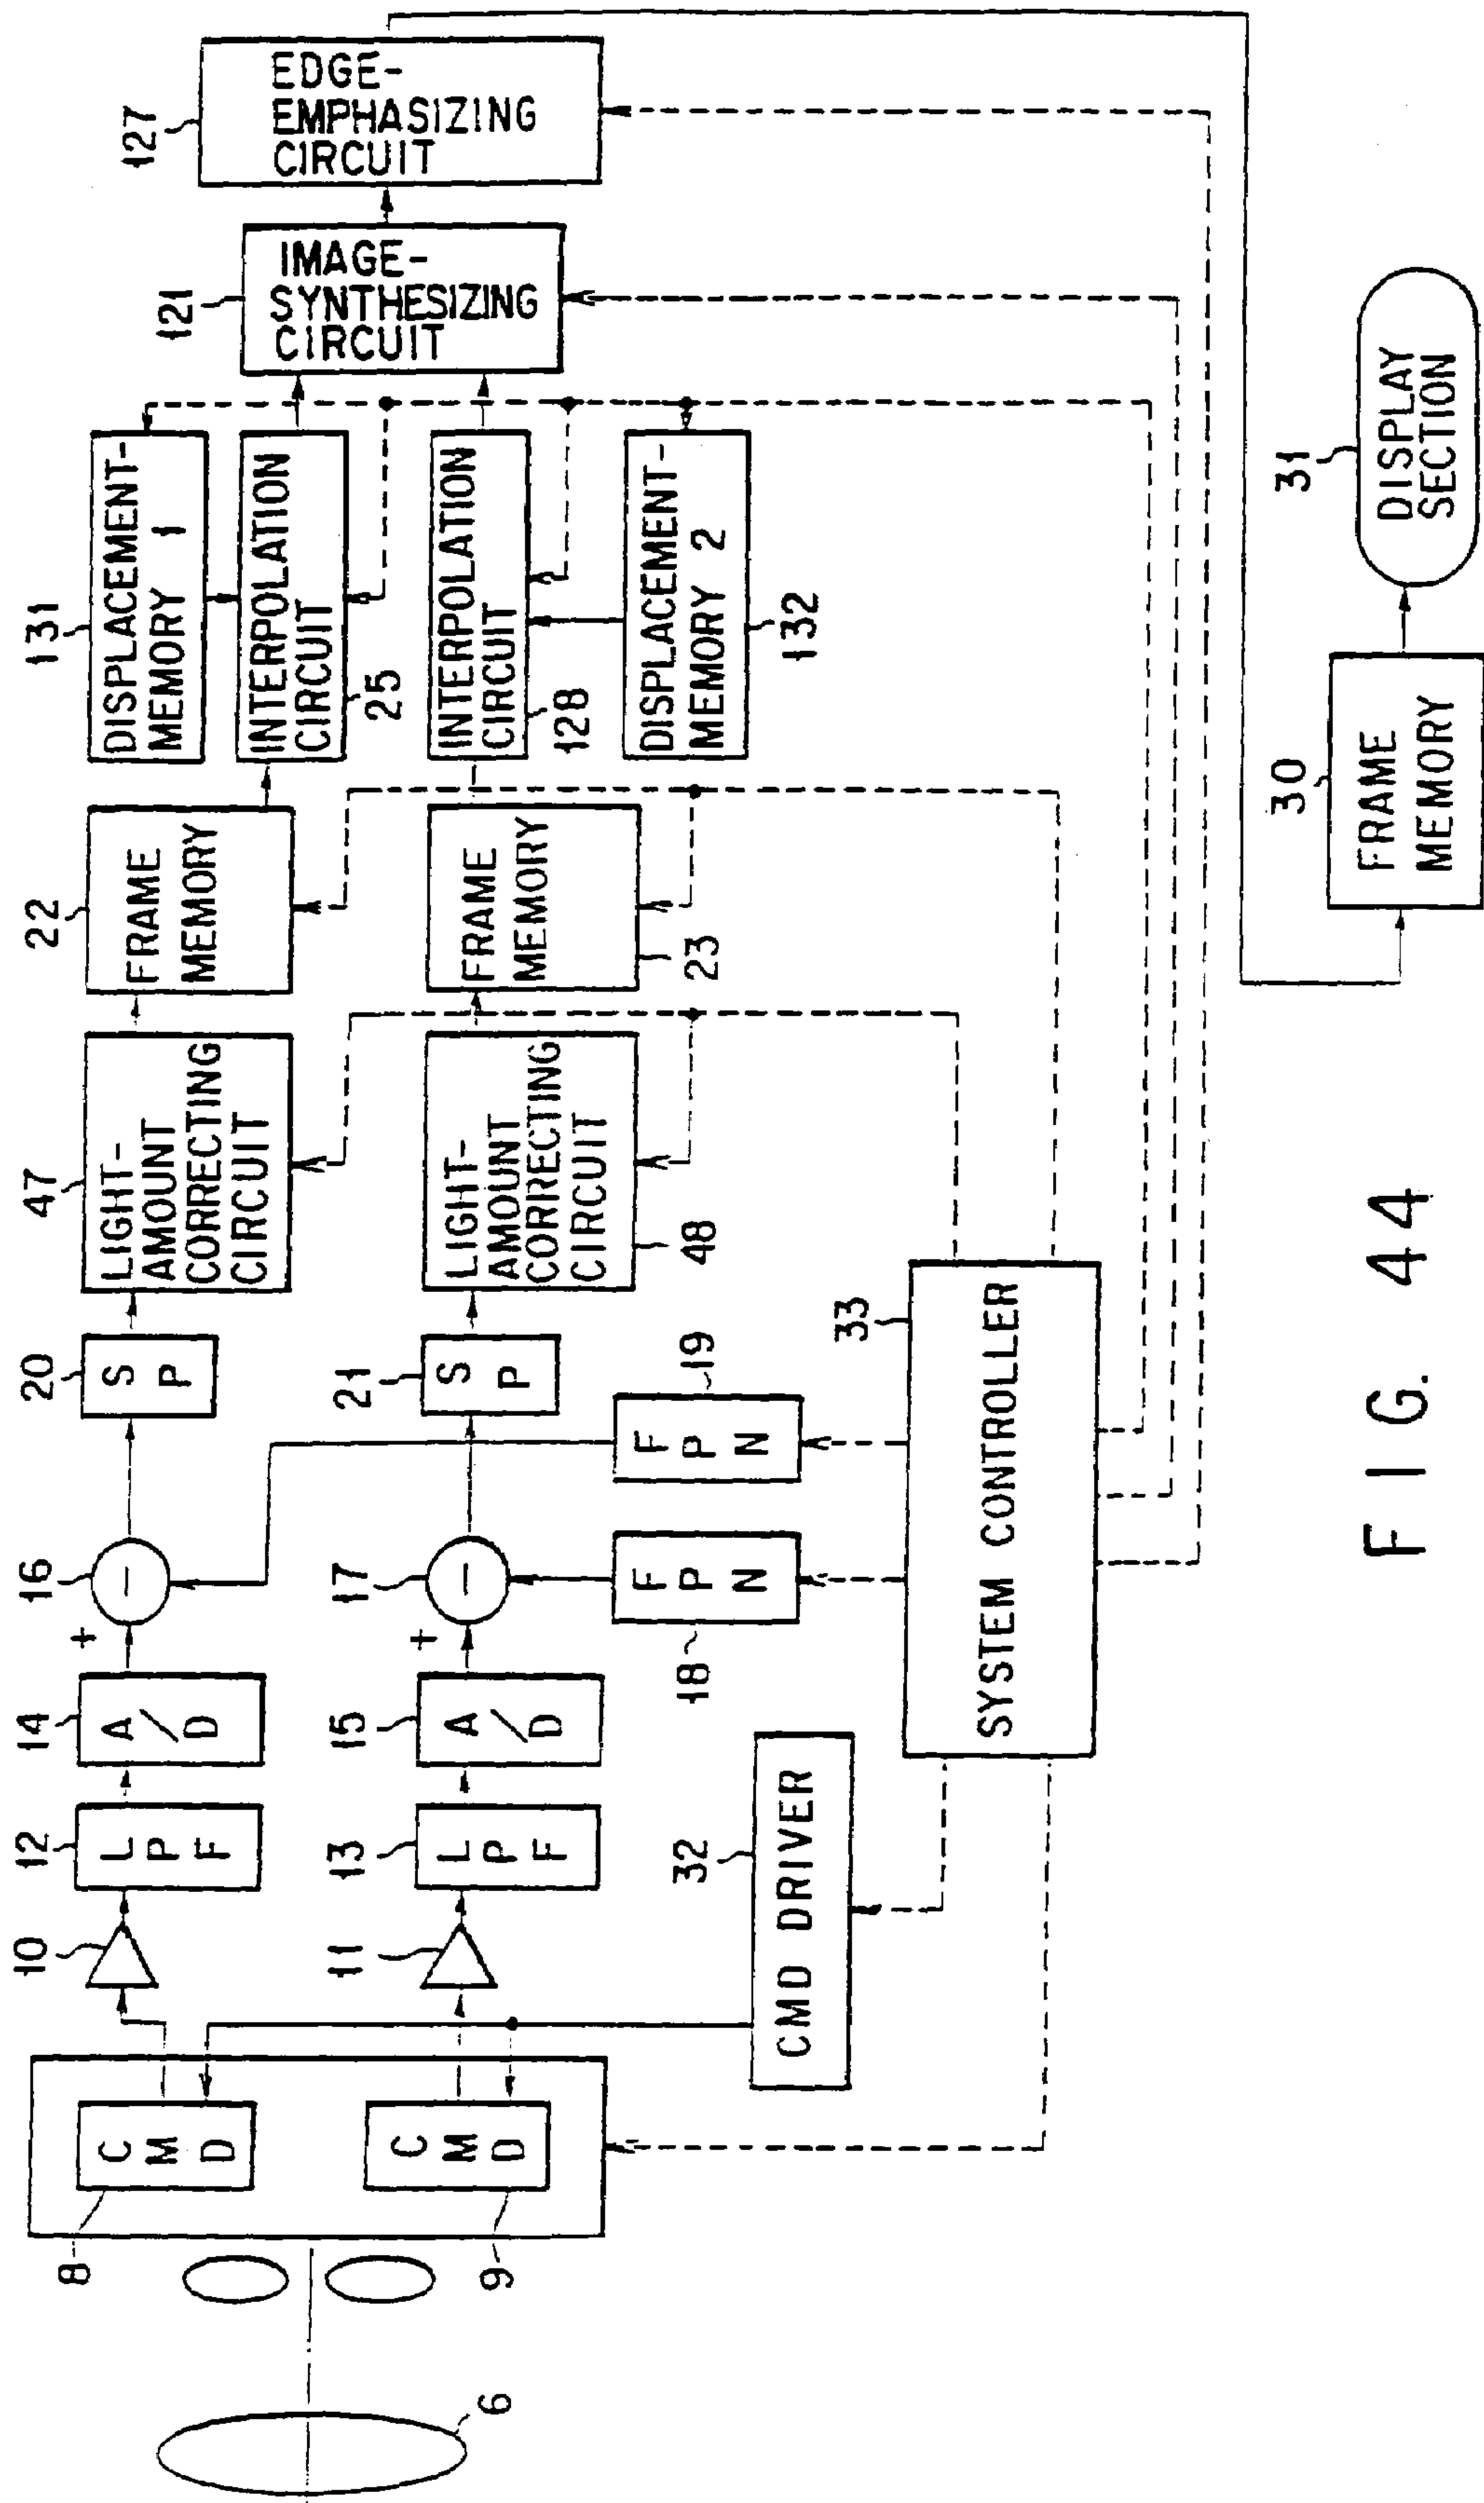 6
8
C
M
D
9
C
M
D
10
11
12
L
P
F
13
L
P
F
14
A
/
D
15
A
/
D
+
16
−
+
17
−
20
S
P
21
S
P
18
F
P
N
19
F
P
N
47
LIGHT-
AMOUNT
CORRECTING
CIRCUIT
48
LIGHT-
AMOUNT
CORRECTING
CIRCUIT
22
FRAME
MEMORY
23
FRAME
MEMORY
131
DISPLACEMENT-
MEMORY 1
INTERPOLATION
CIRCUIT
25
INTERPOLATION
CIRCUIT
128
DISPLACEMENT-
MEMORY 2
132
121
IMAGE-
SYNTHESIZING
CIRCUIT
127
EDGE-
EMPHASIZING
CIRCUIT
32
CMD DRIVER
33
SYSTEM CONTROLLER
30
FRAME
MEMORY
31
DISPLAY
SECTION
FIG. 44